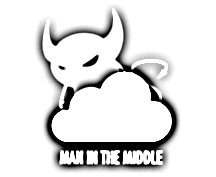 MAN IN THE MIDDLE